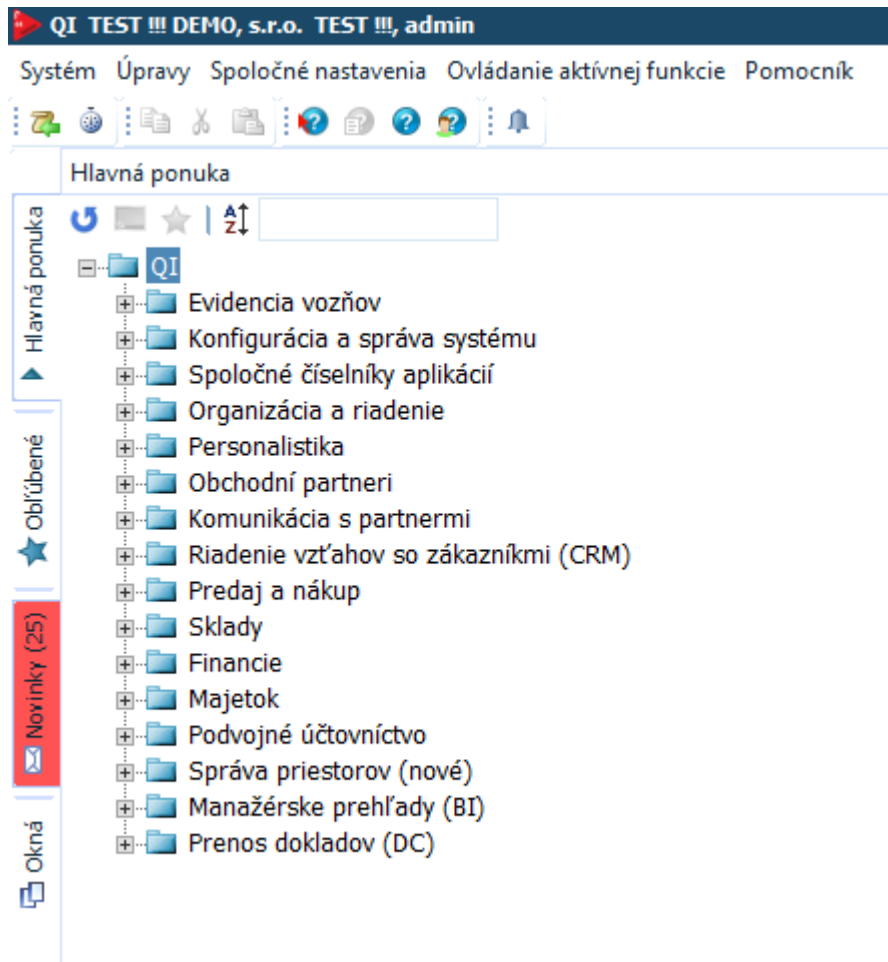 QI TEST !!! DEMO, s.r.o. TEST !!!, admin
Systém Úpravy Spoločné nastavenia Ovládanie aktívnej funkcie Pomocník
Hlavná ponuka
Hlavná ponuka
Obľúbené
Novinky (25)
Okná
QI
Evidencia vozňov
Konfigurácia a správa systému
Spoločné číselníky aplikácií
Organizácia a riadenie
Personalistika
Obchodní partneri
Komunikácia s partnermi
Riadenie vzťahov so zákazníkmi (CRM)
Predaj a nákup
Sklady
Financie
Majetok
Podvojné účtovníctvo
Správa priestorov (nové)
Manažérske prehľady (BI)
Prenos dokladov (DC)